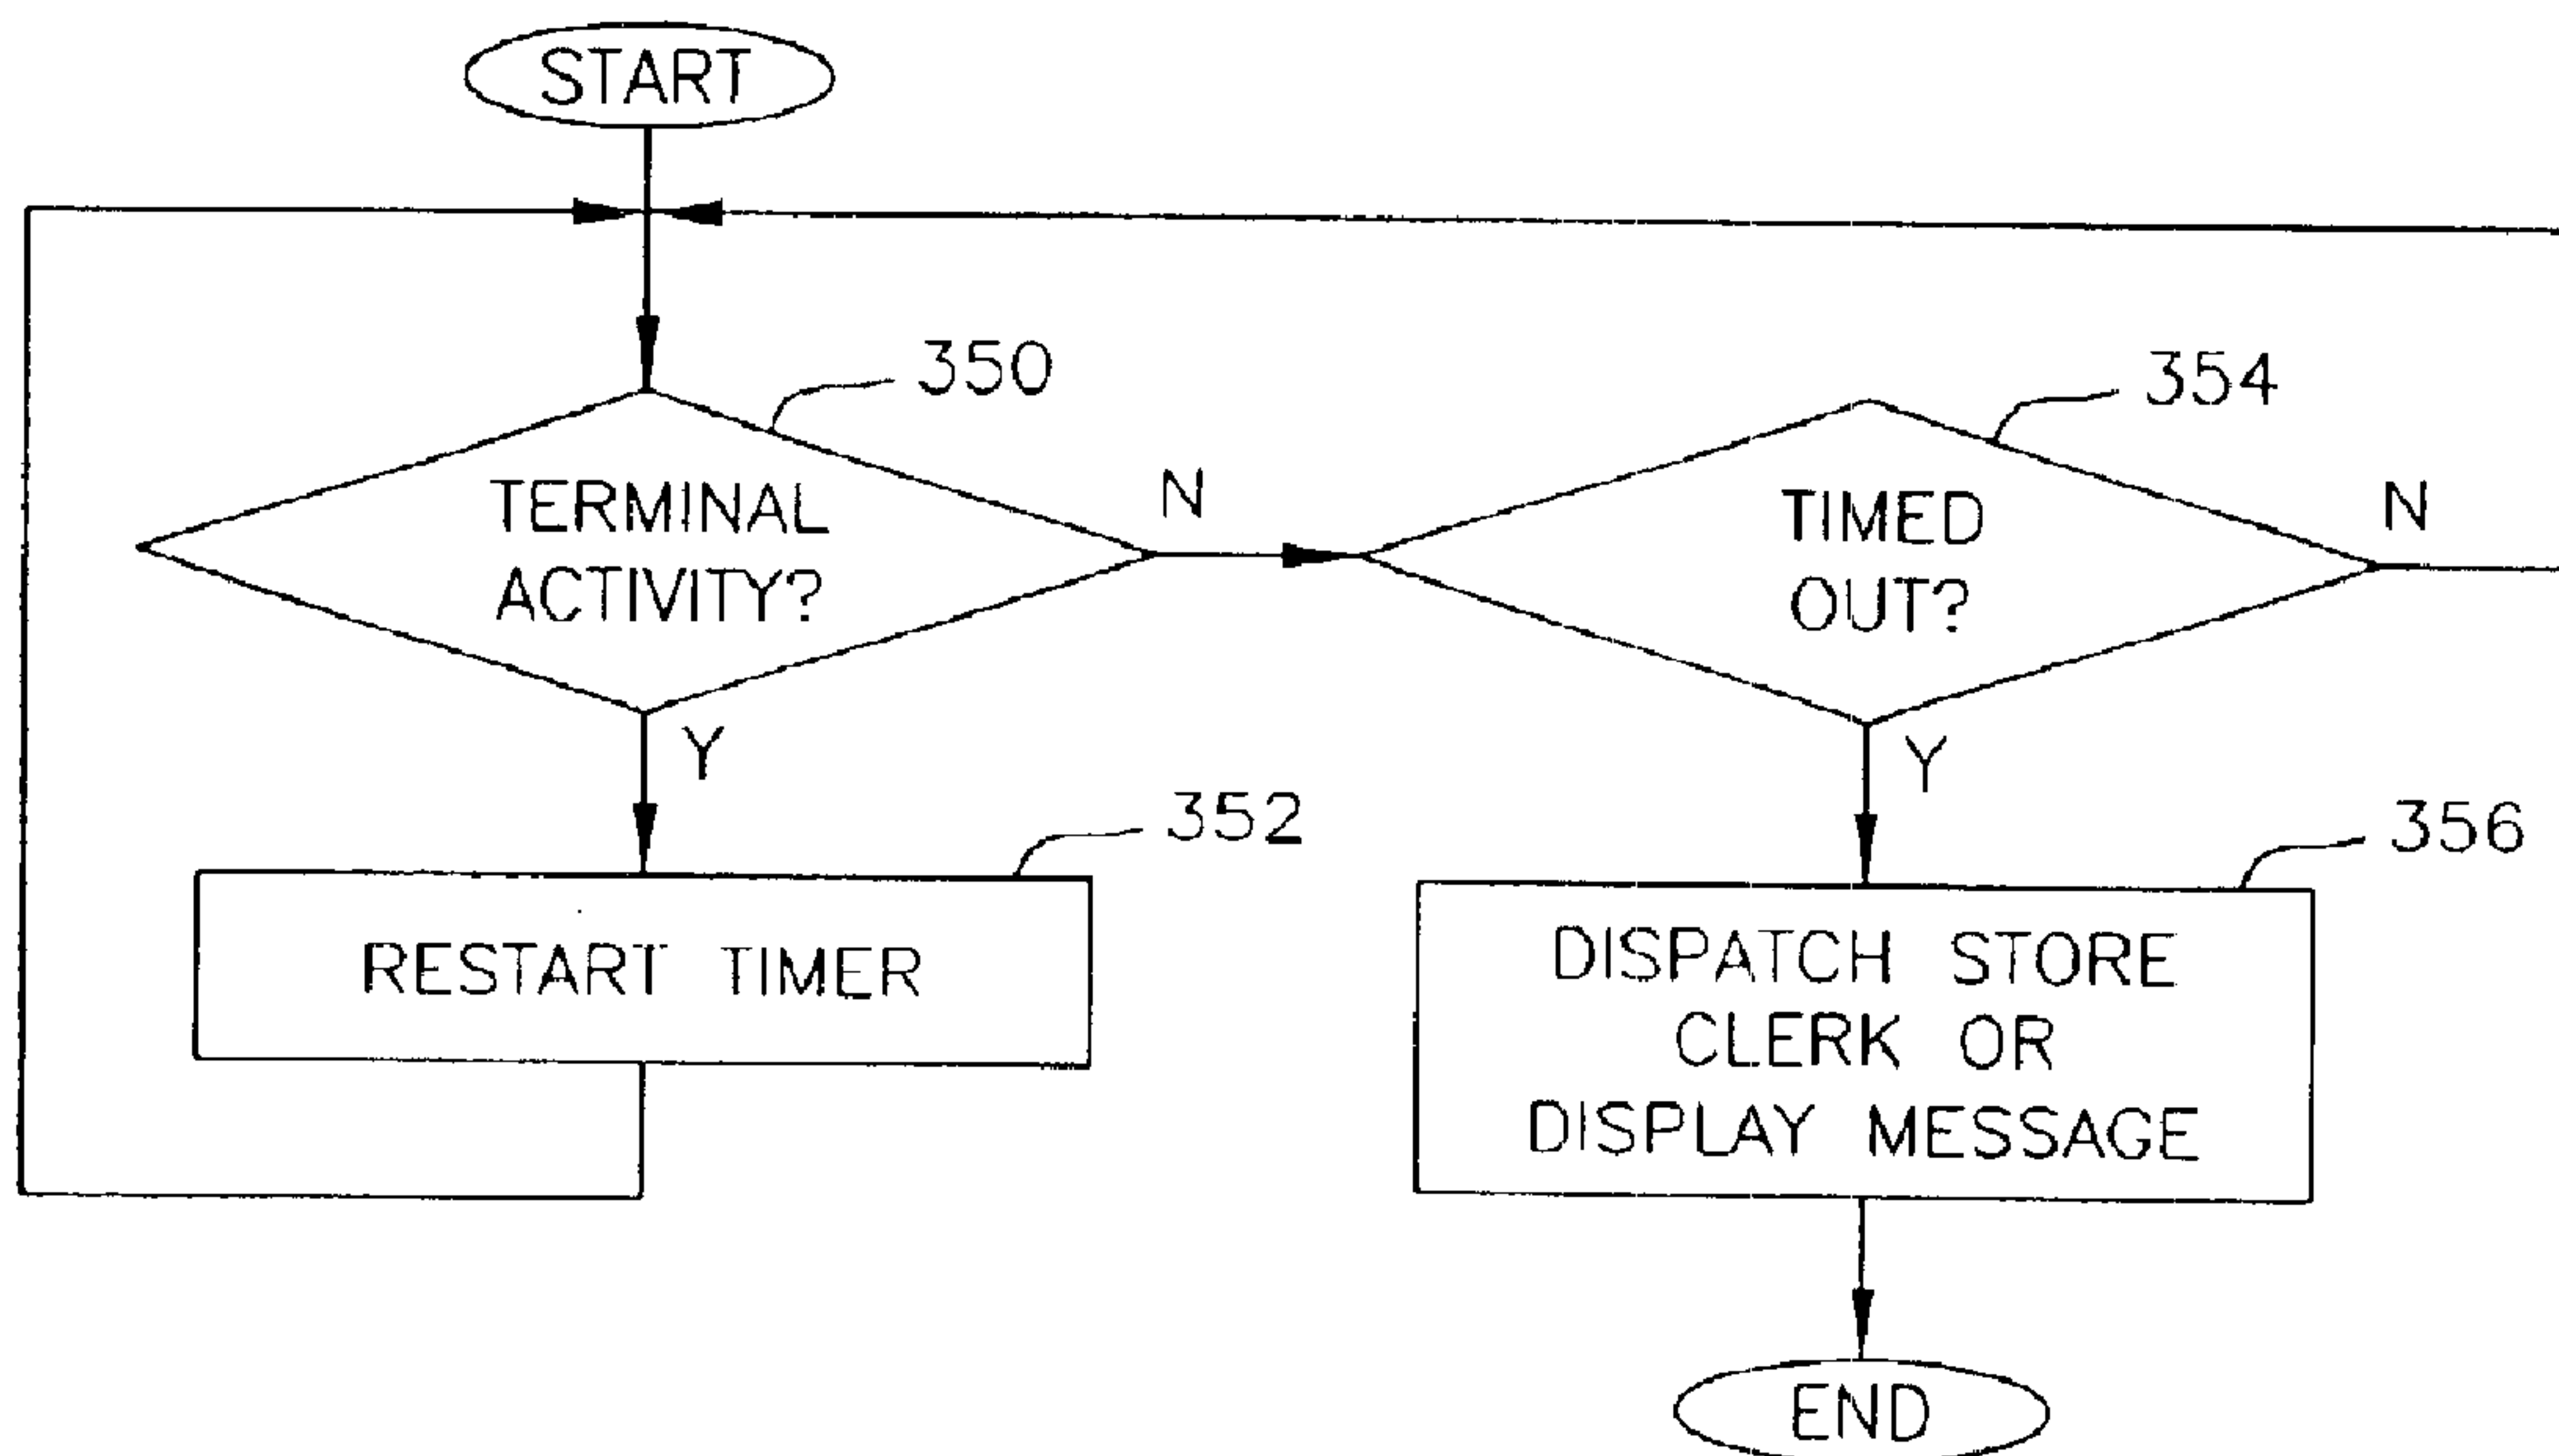 START
350
TERMINAL
ACTIVITY?
N
Y
354
TIMED
OUT?
N
Y
352
RESTART TIMER
356
DISPATCH STORE
CLERK OR
DISPLAY MESSAGE
END